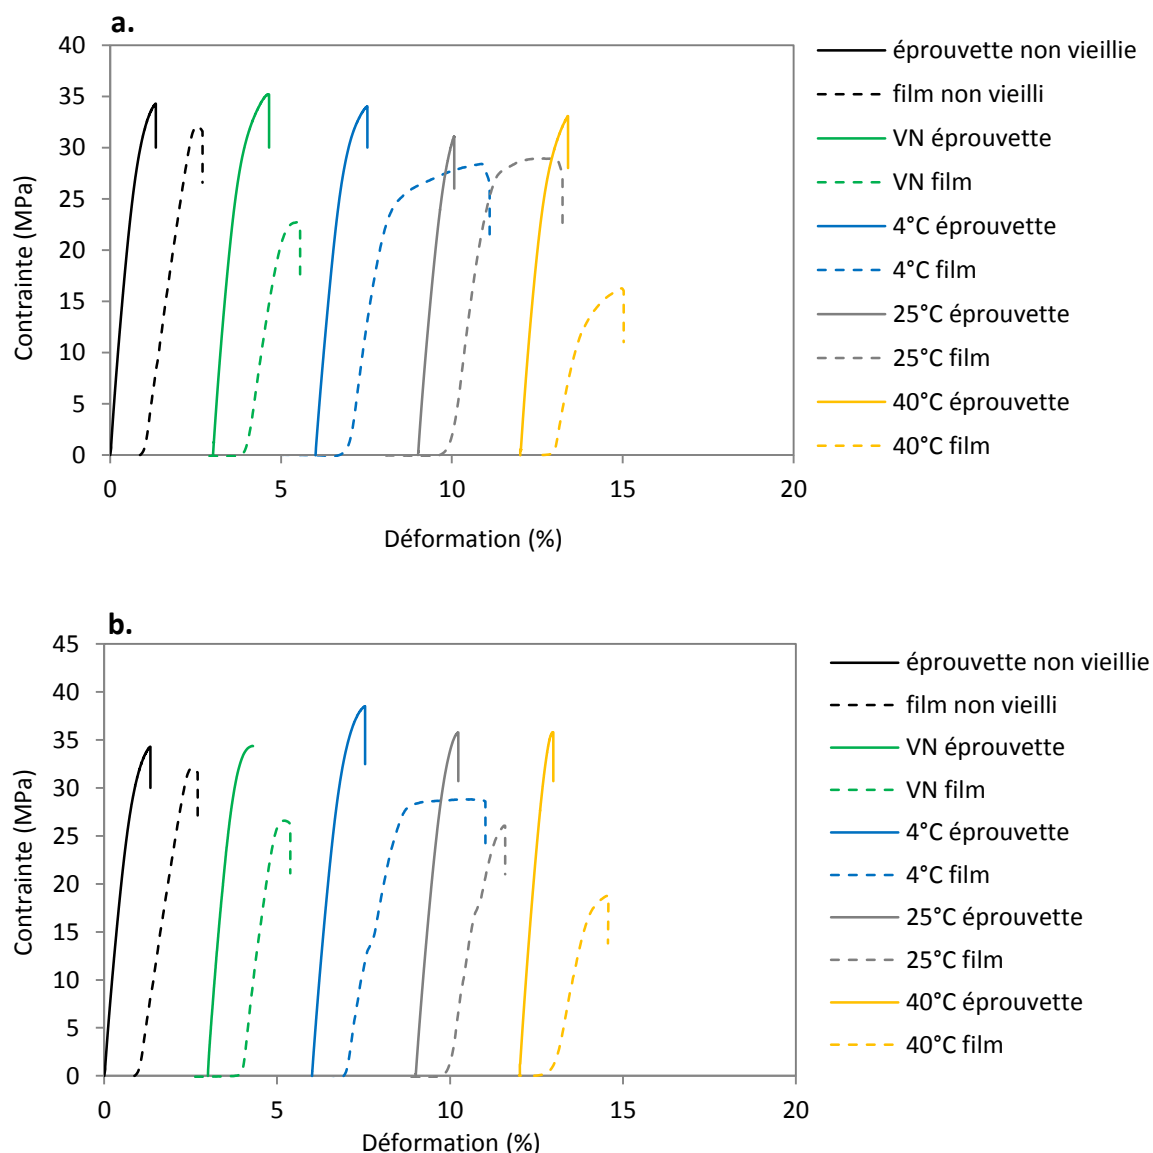 a.
40
35
30
25
20
15
10
5
0
Contrainte (MPa)
0 5 10 15 20
Déformation (%)
éprouvette non vieillie
film non vieilli
VN éprouvette
VN film
4°C éprouvette
4°C film
25°C éprouvette
25°C film
40°C éprouvette
40°C film
b.
45
40
35
30
25
20
15
10
5
0
Contrainte (MPa)
0 5 10 15 20
Déformation (%)
éprouvette non vieillie
film non vieilli
VN éprouvette
VN film
4°C éprouvette
4°C film
25°C éprouvette
25°C film
40°C éprouvette
40°C film